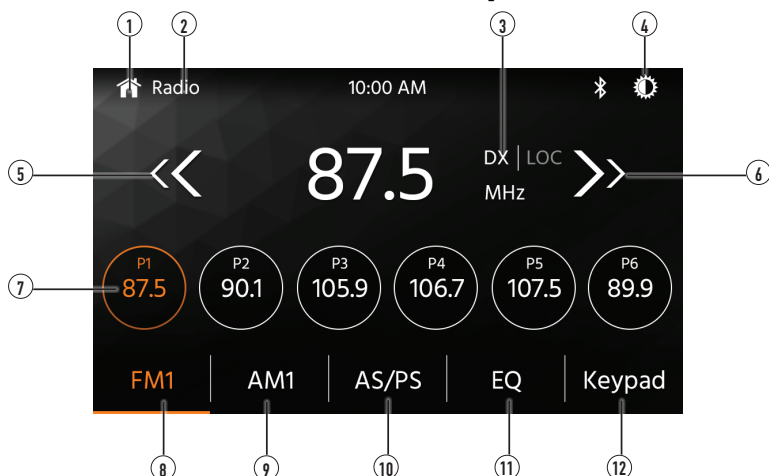 1 2 3 4
Radio 10:00 AM
87.5 DX | LOC
MHz
5 6
P1 P2 P3 P4 P5 P6
87.5 90.1 105.9 106.7 107.5 89.9
7
FM1 AM1 AS/PS EQ Keypad
8 9 10 11 12